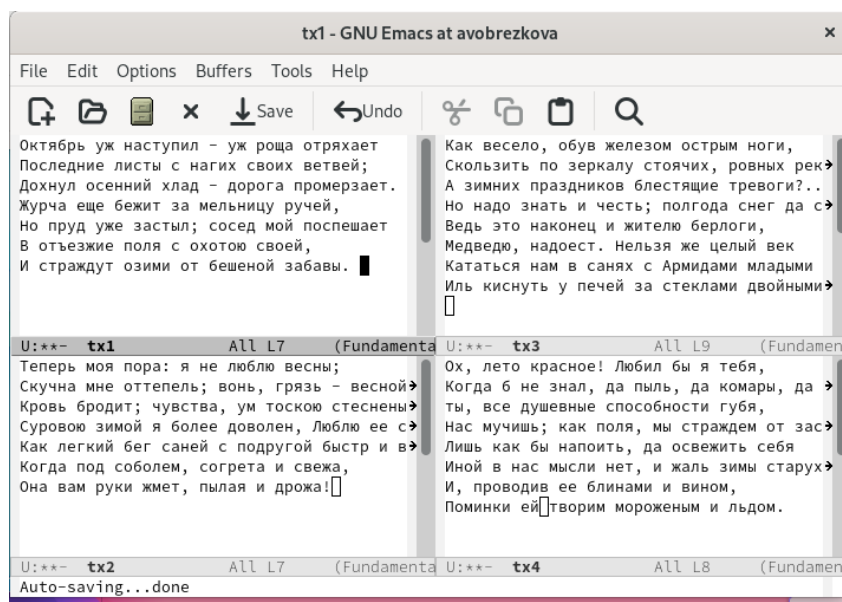 tx1 - GNU Emacs at avobrezkova
File Edit Options Buffers Tools Help
Save Undo
Октябрь уж наступил - уж роща отряхает
Последние листы с нагих своих ветвей;
Дохнул осенний хлад - дорога промерзает.
Журча еще бежит за мельницу ручей,
Но пруд уже застыл; сосед мой поспешает
В отъезжие поля с охотою своей,
И страждут озими от бешеной забавы.
U:**- tx1 All L7 (Fundamenta
Как весело, обув железом острым ноги,
Скользить по зеркалу стоячих, ровных рек
А зимних праздников блестящие тревоги?..
Но надо знать и честь; полгода снег да с
Ведь это наконец и жителю берлоги,
Медведю, надоест. Нельзя же целый век
Кататься нам в санях с Армидами младыми
Иль киснуть у печей за стеклами двойными
U:**- tx3 All L9 (Fundamen
Теперь моя пора: я не люблю весны;
Скучна мне оттепель; вонь, грязь - весной
Кровь бродит; чувства, ум тоскою стеснены
Суровою зимой я более доволен, Люблю ее с
Как легкий бег саней с подругой быстр и в
Когда под соболем, согрета и свежа,
Она вам руки жмет, пылая и дрожа!
U:**- tx2 All L7 (Fundamenta
Ох, лето красное! Любил бы я тебя,
Когда б не знал, да пыль, да комары, да
ты, все душевные способности губя,
Нас мучишь; как поля, мы страждем от зас
Лишь как бы напоить, да освежить себя
Иной в нас мысли нет, и жаль зимы старух
И, проводив ее блинами и вином,
Поминки ей творим мороженым и льдом.
U:**- tx4 All L8 (Fundamen
Auto-saving...done